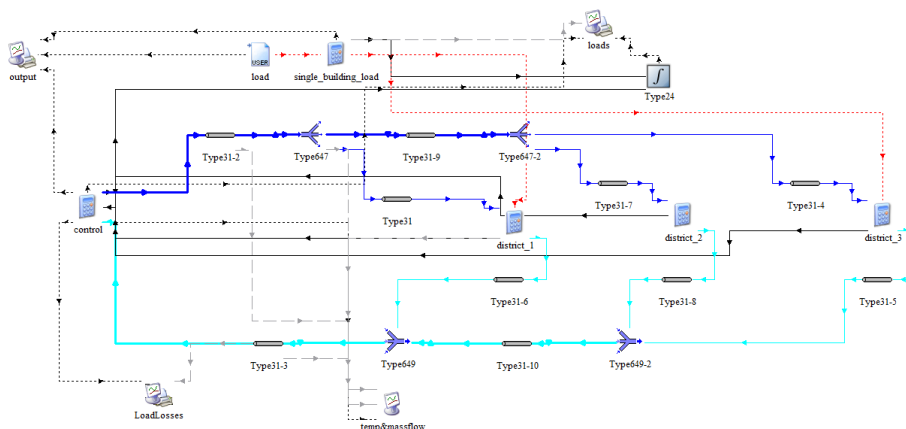 loads
output
USER
load
single_building_load
∫
Type24
Type31-2
Type647
Type31-9
Type647-2
control
Type31
Type31-7
Type31-4
district_1
district_2
district_3
Type31-6
Type31-8
Type31-5
Type31-3
Type649
Type31-10
Type649-2
LoadLosses
temp&massflow